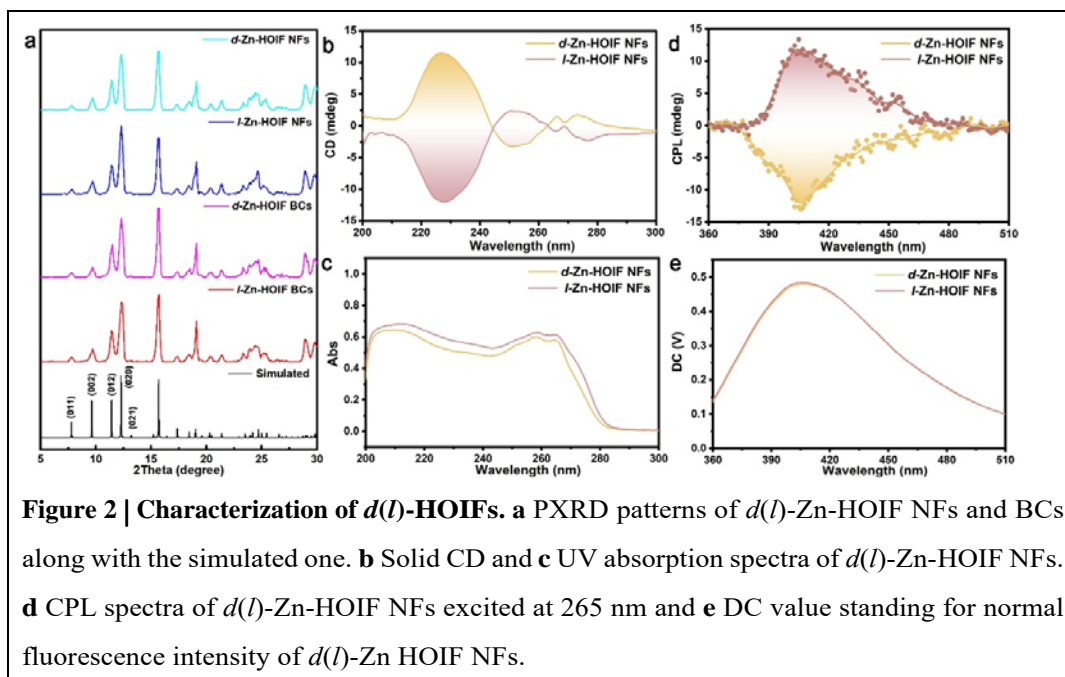 a
d-Zn-HOIF NFs
l-Zn-HOIF NFs
d-Zn-HOIF BCs
l-Zn-HOIF BCs
Simulated
(011)
(002)
(012)
(020)
(021)
5 10 15 20 25 30
2Theta (degree)
b
d-Zn-HOIF NFs
l-Zn-HOIF NFs
15
10
5
0
-5
-10
-15
CD (mdeg)
200 220 240 260 280 300
Wavelength (nm)
c
d-Zn-HOIF NFs
l-Zn-HOIF NFs
1.0
0.8
0.6
0.4
0.2
0.0
Abs
200 220 240 260 280 300
Wavelength (nm)
d
d-Zn-HOIF NFs
l-Zn-HOIF NFs
15
10
5
0
-5
-10
-15
CPL (mdeg)
360 390 420 450 480 510
Wavelength (nm)
e
d-Zn-HOIF NFs
l-Zn-HOIF NFs
0.5
0.4
0.3
0.2
0.1
0.0
DC (V)
360 390 420 450 480 510
Wavelength (nm)
Figure 2 | Characterization of d(l)-HOIFs. a PXRD patterns of d(l)-Zn-HOIF NFs and BCs
along with the simulated one. b Solid CD and c UV absorption spectra of d(l)-Zn-HOIF NFs.
d CPL spectra of d(l)-Zn-HOIF NFs excited at 265 nm and e DC value standing for normal
fluorescence intensity of d(l)-Zn HOIF NFs.